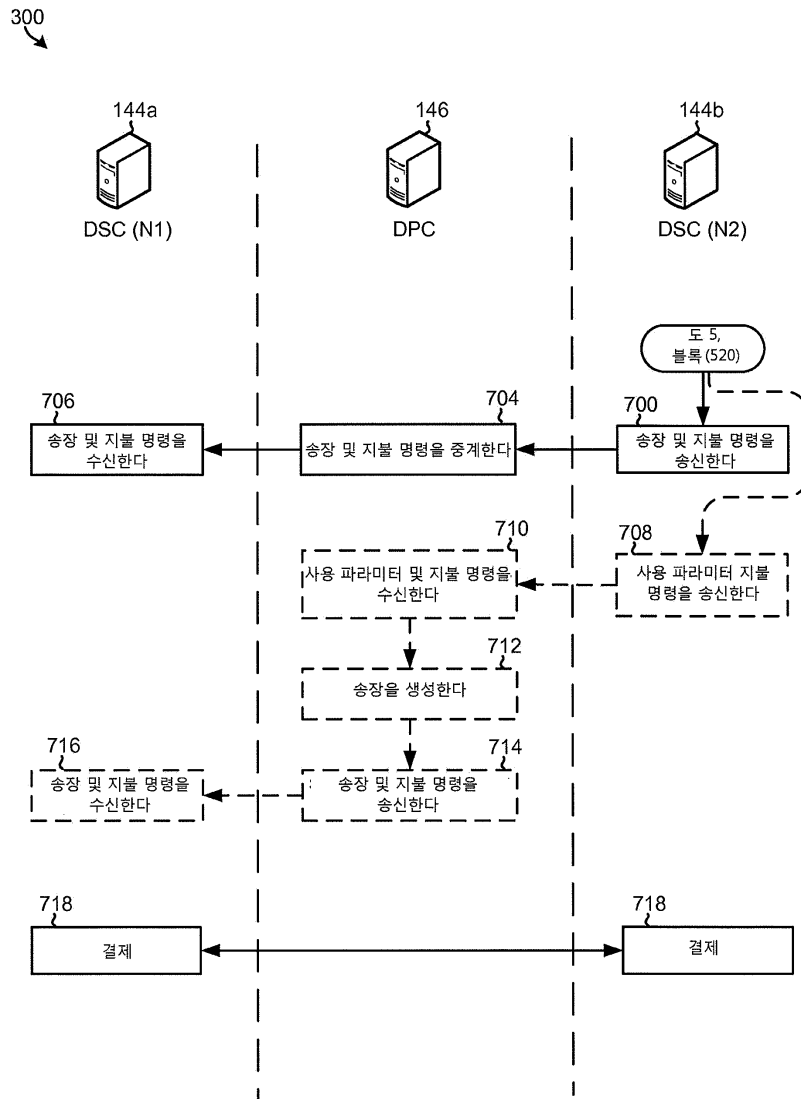 300
144a
146
144b
DSC (N1)
DPC
DSC (N2)
도 5,
블록(520)
706
704
700
송장 및 지불 명령을
수신한다
송장 및 지불 명령을 중계한다
송장 및 지불 명령을
송신한다
710
708
사용 파라미터 및 지불 명령을
수신한다
사용 파라미터 지불
명령을 송신한다
712
송장을 생성한다
716
714
송장 및 지불 명령을
수신한다
송장 및 지불 명령을
송신한다
718
718
결제
결제